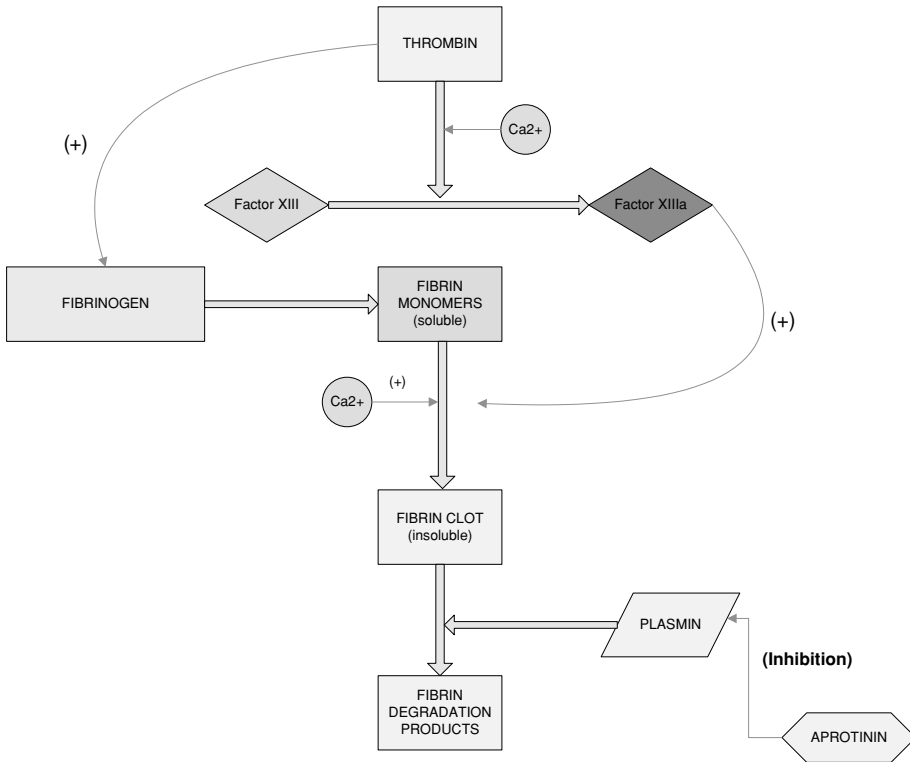 THROMBIN
Ca2+
(+)
Factor XIII
Factor XIIIa
FIBRINOGEN
FIBRIN
MONOMERS
(soluble)
(+)
(+)
Ca2+
FIBRIN CLOT
(insoluble)
PLASMIN
(Inhibition)
FIBRIN
DEGRADATION
PRODUCTS
APROTININ